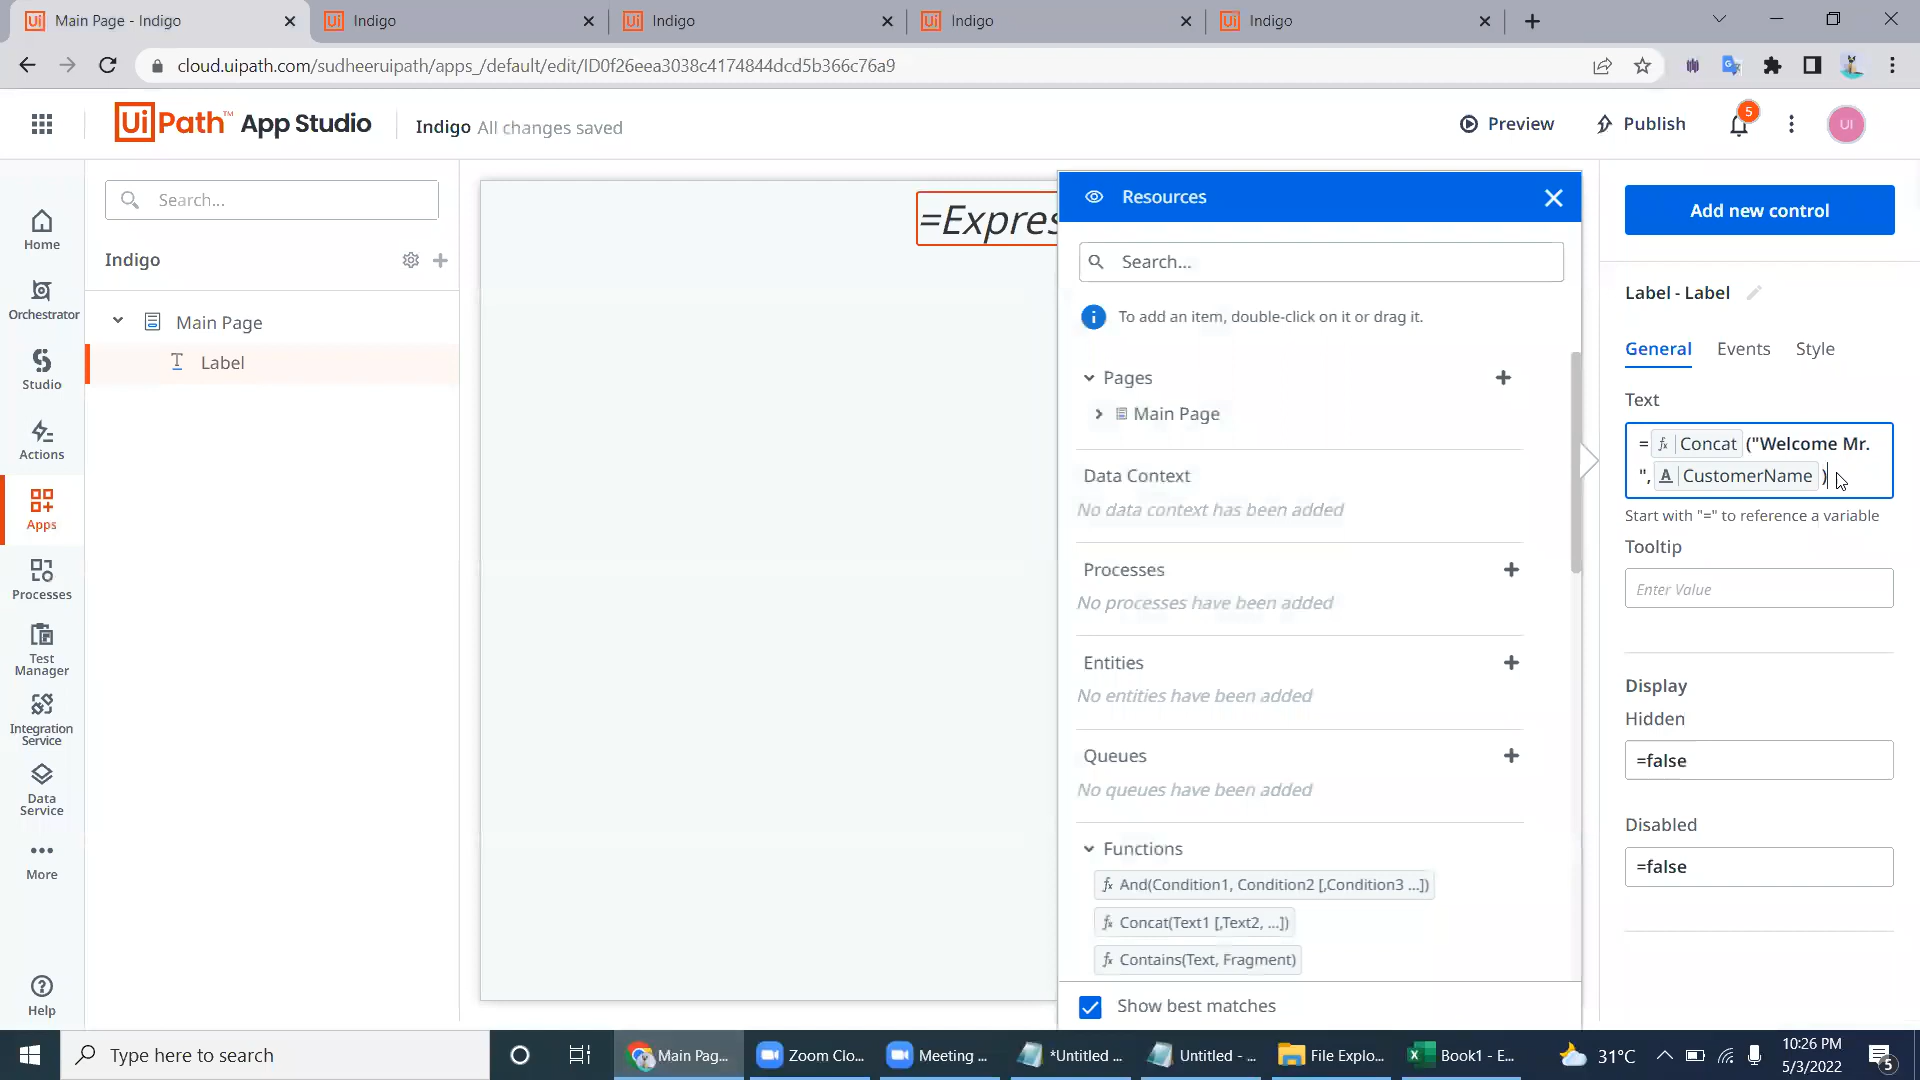 Main Page - Indigo
Indigo
Indigo
Indigo
Indigo
cloud.uipath.com/sudheeruipath/apps_/default/edit/ID0f26eea3038c4174844dcd5b366c76a9
UiPath™ App Studio
Indigo All changes saved
Preview
Publish
5
UI
Home
Orchestrator
Studio
Actions
Apps
Processes
Test
Manager
Integration
Service
Data
Service
More
Help
Search...
Indigo
Main Page
Label
=Expres
Resources
Search...
To add an item, double-click on it or drag it.
Pages
Main Page
Data Context
No data context has been added
Processes
No processes have been added
Entities
No entities have been added
Queues
No queues have been added
Functions
fx And(Condition1, Condition2 [,Condition3 ...])
fx Concat(Text1 [,Text2, ...])
fx Contains(Text, Fragment)
Show best matches
Add new control
Label - Label
General Events Style
Text
= fx Concat ("Welcome Mr.
", A CustomerName )
Start with "=" to reference a variable
Tooltip
Enter Value
Display
Hidden
=false
Disabled
=false
Type here to search
Main Pag...
Zoom Clo...
Meeting ...
*Untitled ...
Untitled - ...
File Explo...
Book1 - E...
31°C
10:26 PM
5/3/2022
5